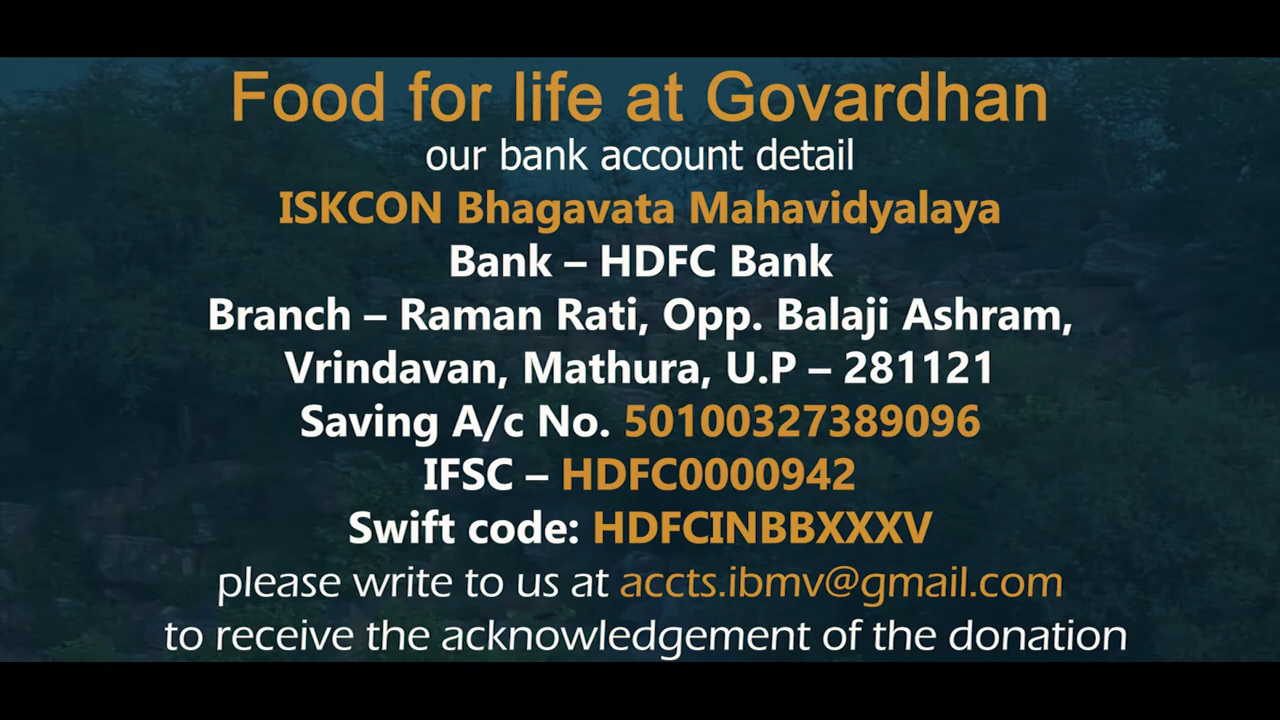 Food for life at Govardhan
our bank account detail
ISKCON Bhagavata Mahavidyalaya
Bank – HDFC Bank
Branch – Raman Rati, Opp. Balaji Ashram,
Vrindavan, Mathura, U.P – 281121
Saving A/c No. 50100327389096
IFSC – HDFC0000942
Swift code: HDFCINBBXXXV
please write to us at accts.ibmv@gmail.com
to receive the acknowledgement of the donation